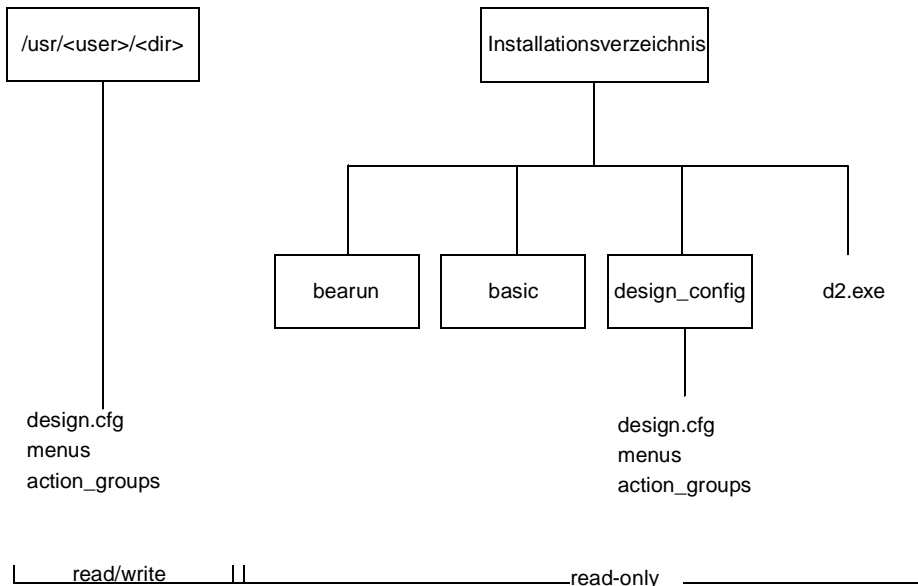 /usr/<user>/<dir>
Installationsverzeichnis
bearun
basic
design_config
d2.exe
design.cfg
menus
action_groups
design.cfg
menus
action_groups
read/write
read-only